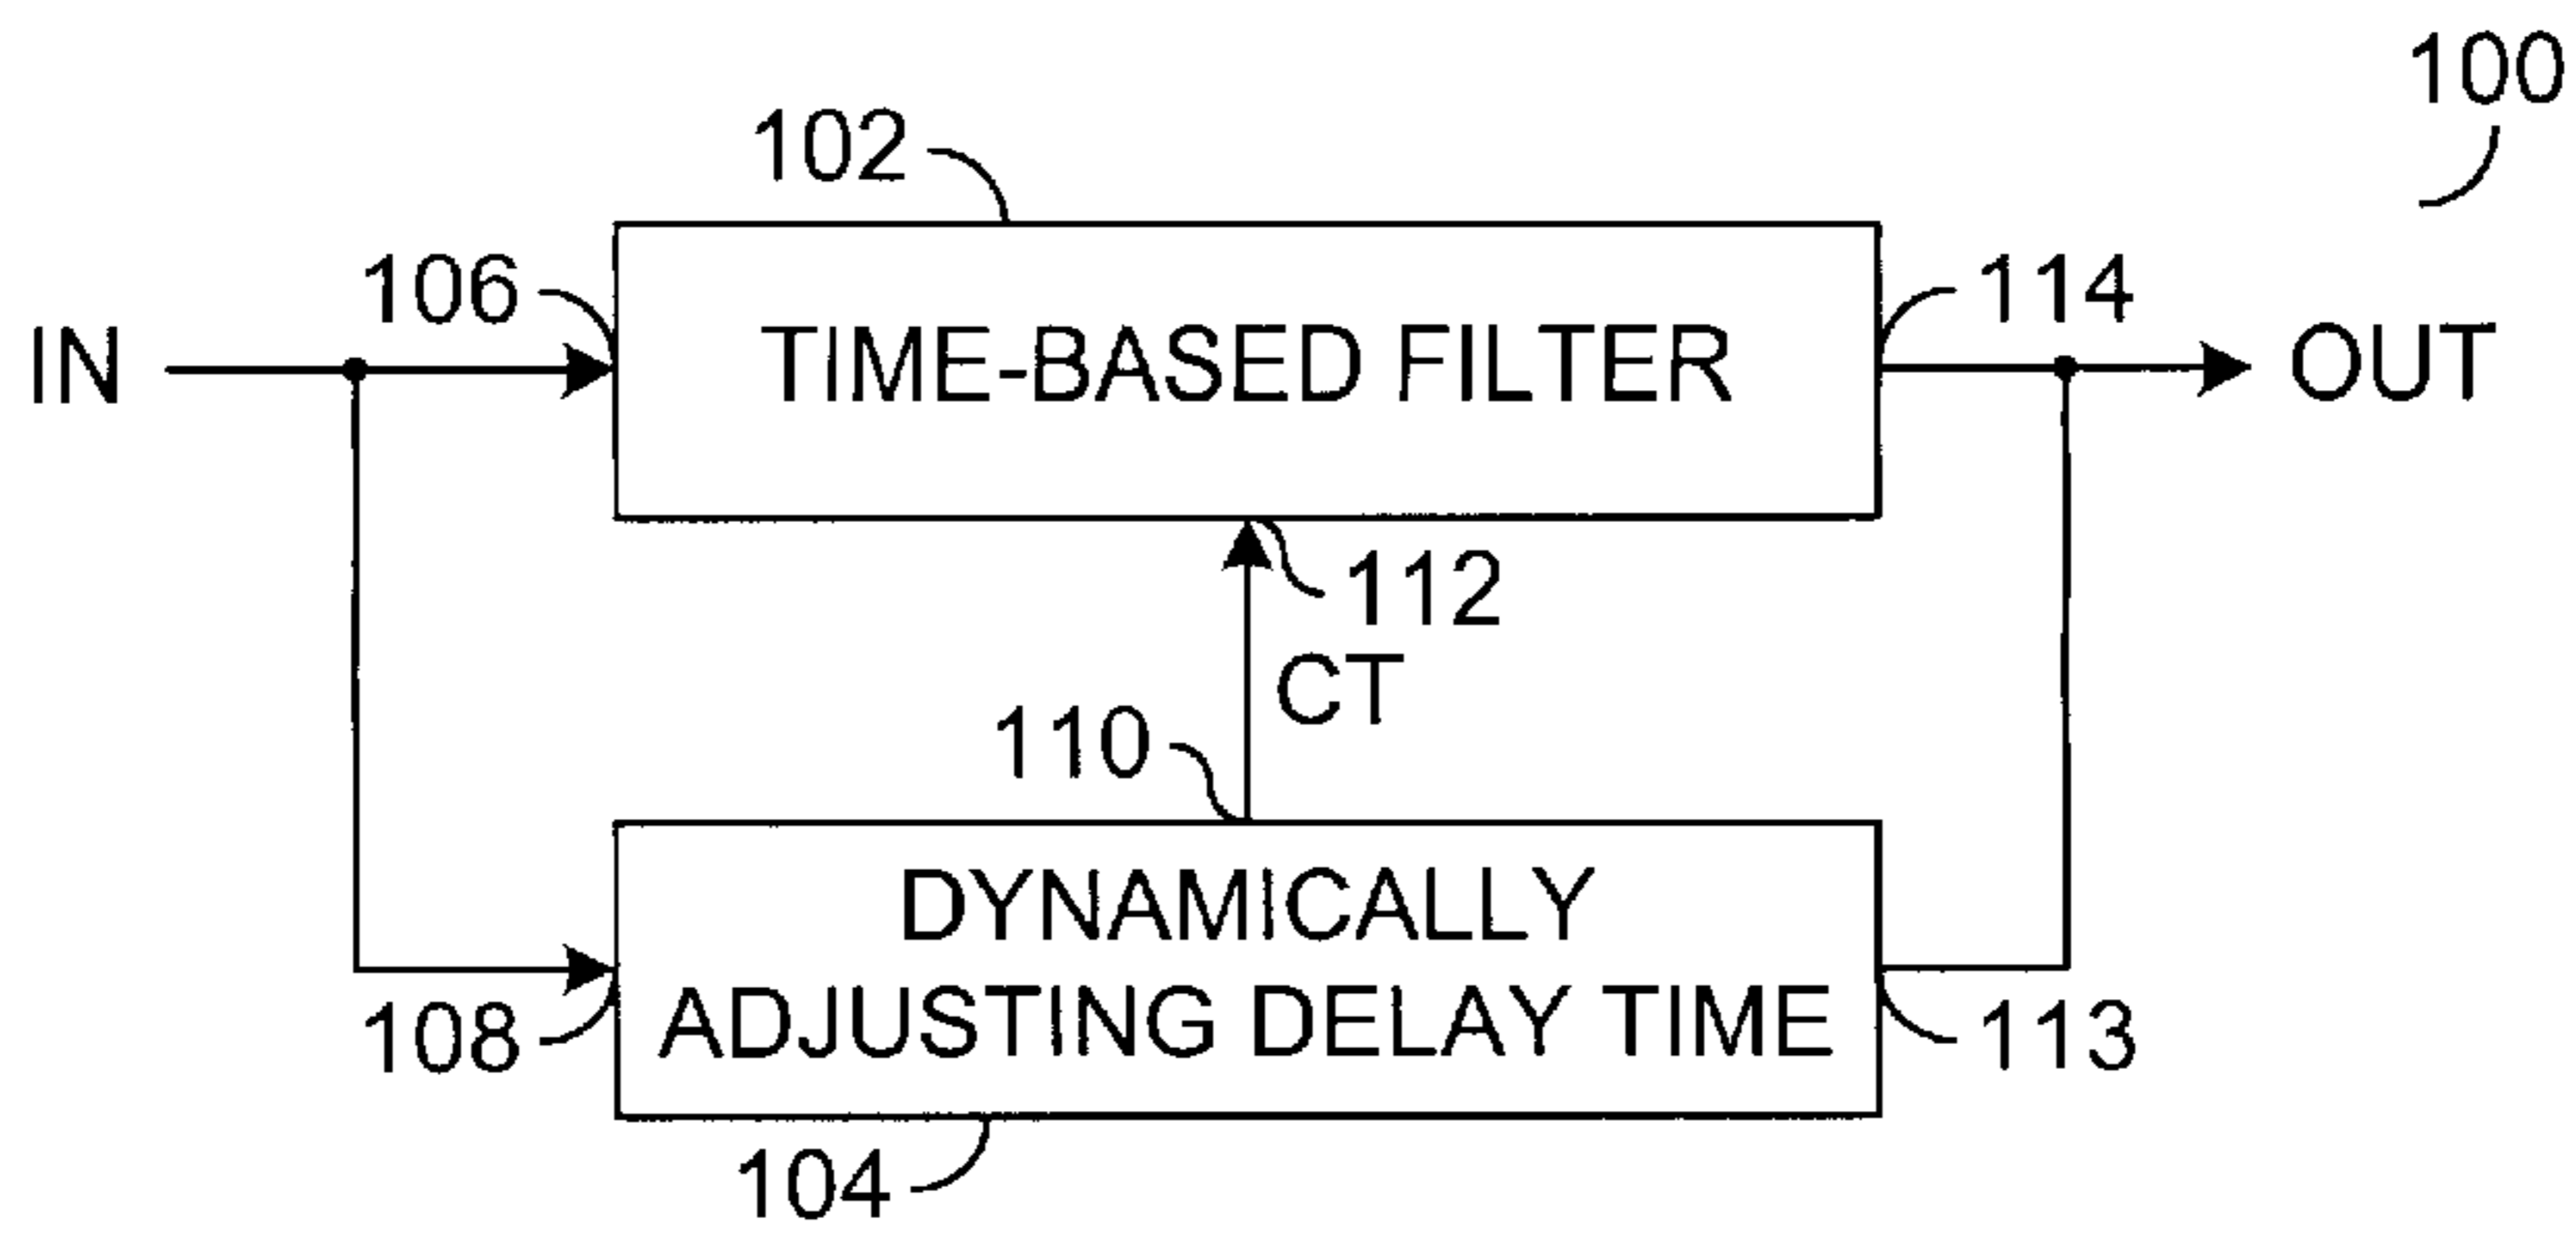 100
102
106
114
IN
TIME-BASED FILTER
OUT
112
CT
110
DYNAMICALLY
ADJUSTING DELAY TIME
108
113
104